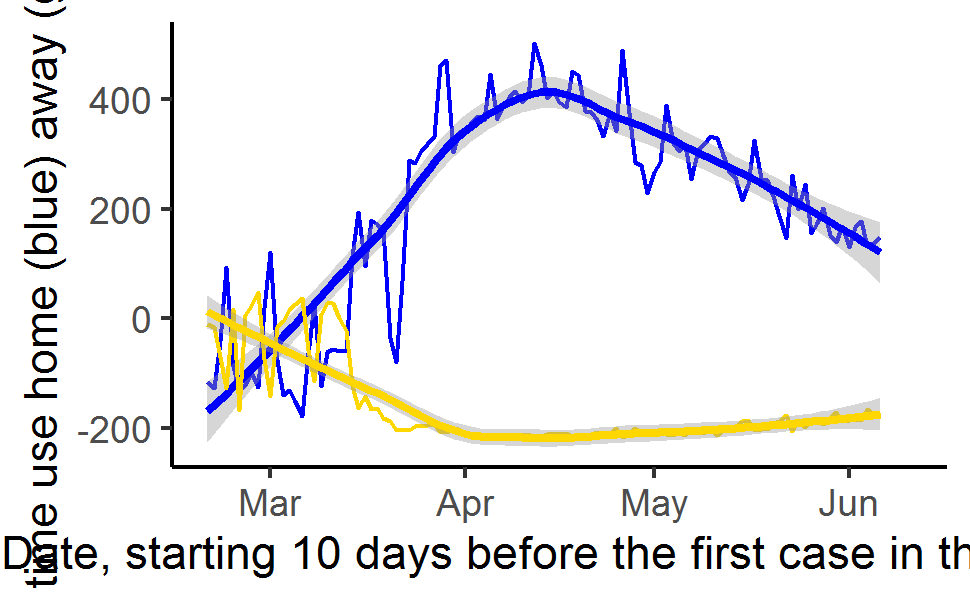 time use home (blue) away (
400
200
0
-200
Mar Apr May Jun
Date, starting 10 days before the first case in th